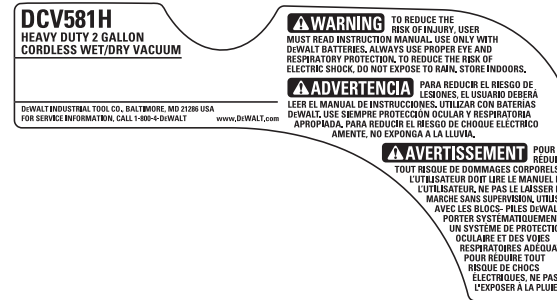 DCV581H
HEAVY DUTY 2 GALLON
CORDLESS WET/DRY VACUUM
DEWALT INDUSTRIAL TOOL CO., BALTIMORE, MD 21286 USA
FOR SERVICE INFORMATION, CALL 1-800-4-DEWALT www.DEWALT.com
WARNING TO REDUCE THE
RISK OF INJURY, USER
MUST READ INSTRUCTION MANUAL. USE ONLY WITH
DEWALT BATTERIES. ALWAYS USE PROPER EYE AND
RESPIRATORY PROTECTION. TO REDUCE THE RISK OF
ELECTRIC SHOCK, DO NOT EXPOSE TO RAIN. STORE INDOORS.
ADVERTENCIA PARA REDUCIR EL RIESGO DE
LESIONES, EL USUARIO DEBERÁ
LEER EL MANUAL DE INSTRUCCIONES. UTILIZAR CON BATERÍAS
DEWALT. USE SIEMPRE PROTECCIÓN OCULAR Y RESPIRATORIA
APROPIADA. PARA REDUCIR EL RIESGO DE CHOQUE ELÉCTRICO
AMENTE, NO EXPONGA A LA LLUVIA.
AVERTISSEMENT POUR
RÉDUI
TOUT RISQUE DE DOMMAGES CORPORELS
L'UTILISATEUR DOIT LIRE LE MANUEL
L'UTILISATEUR. NE PAS LE LAISSER
MARCHE SANS SUPERVISION. UTILIS
AVEC LES BLOCS- PILES DEWAL
PORTER SYSTÉMATIQUEMEN
UN SYSTÈME DE PROTECTIO
OCULAIRE ET DES VOIES
RESPIRATOIRES ADÉQUA
POUR RÉDUIRE TOUT
RISQUE DE CHOCS
ÉLECTRIQUES, NE PAS
L'EXPOSER À LA PLUIE